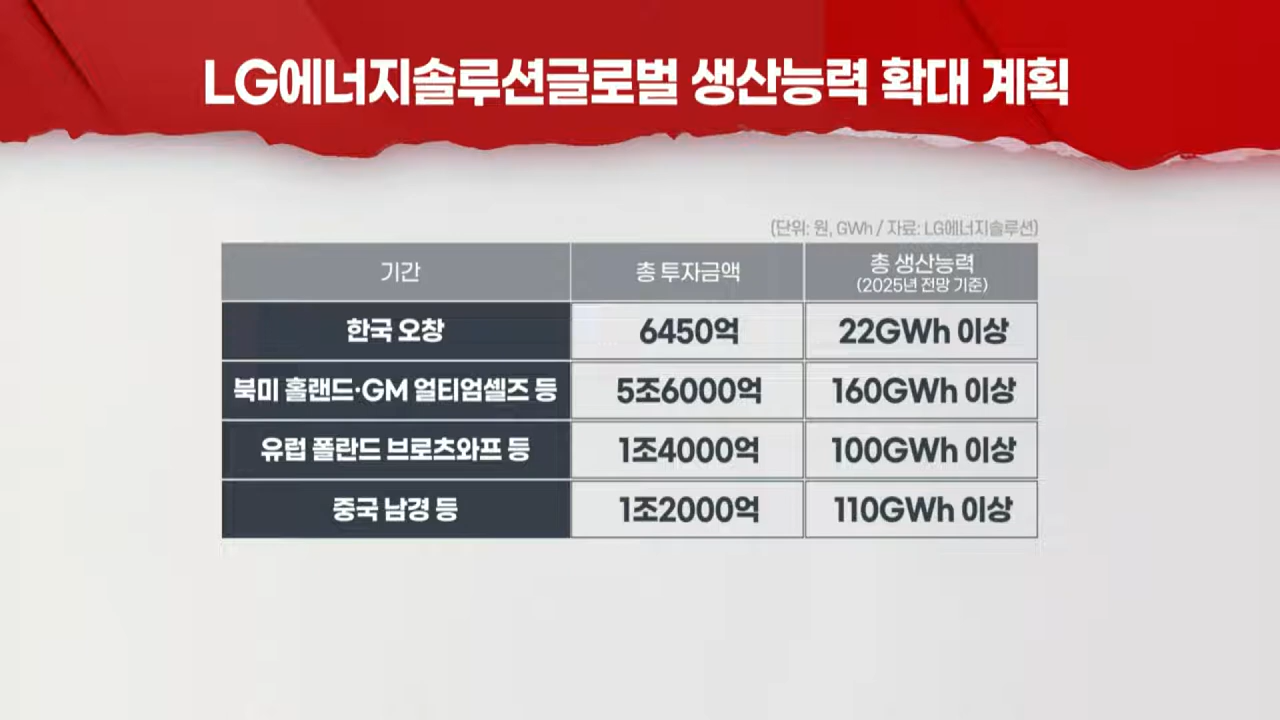 LG에너지솔루션글로벌 생산능력 확대 계획
(단위: 원, GWh / 자료: LG에너지솔루션)
기간 총 투자금액 총 생산능력
(2025년 전망 기준)
한국 오창 6450억 22GWh 이상
북미 홀랜드·GM 얼티엄셀즈 등 5조6000억 160GWh 이상
유럽 폴란드 브로츠와프 등 1조4000억 100GWh 이상
중국 남경 등 1조2000억 110GWh 이상